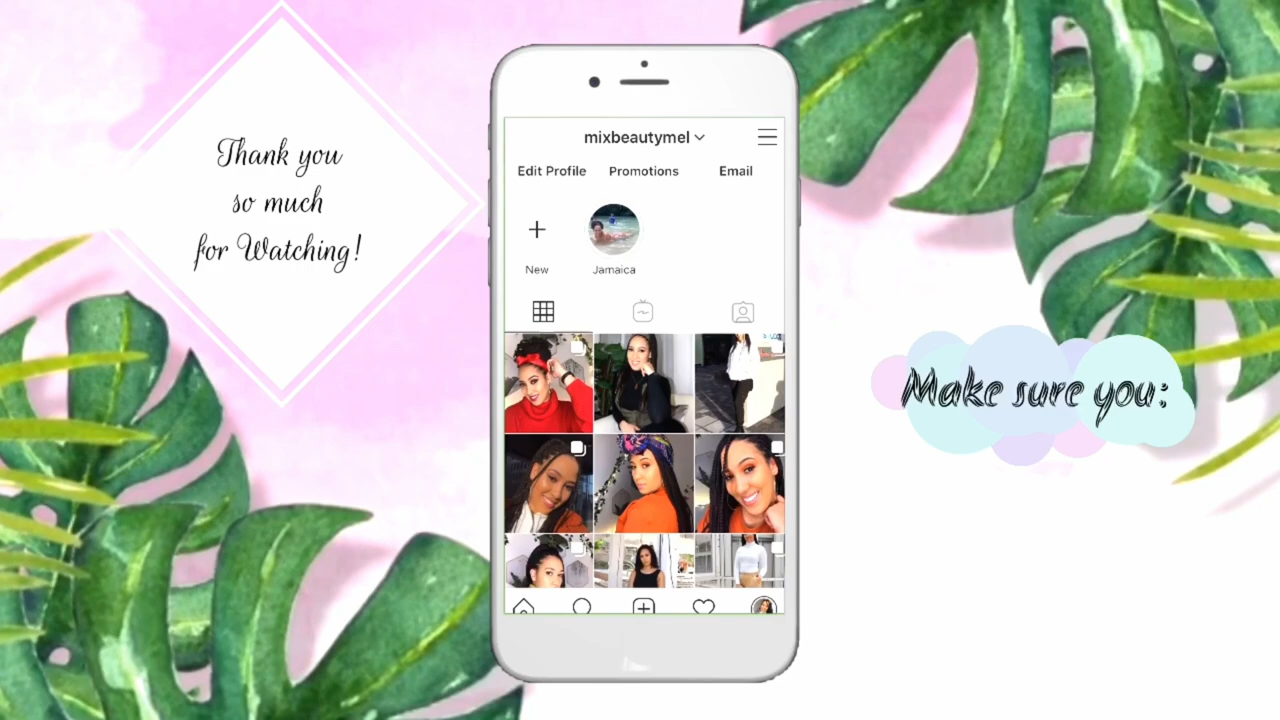 Thank you
so much
for Watching!
mixbeautymel
Edit Profile Promotions Email
New Jamaica
Make sure you: